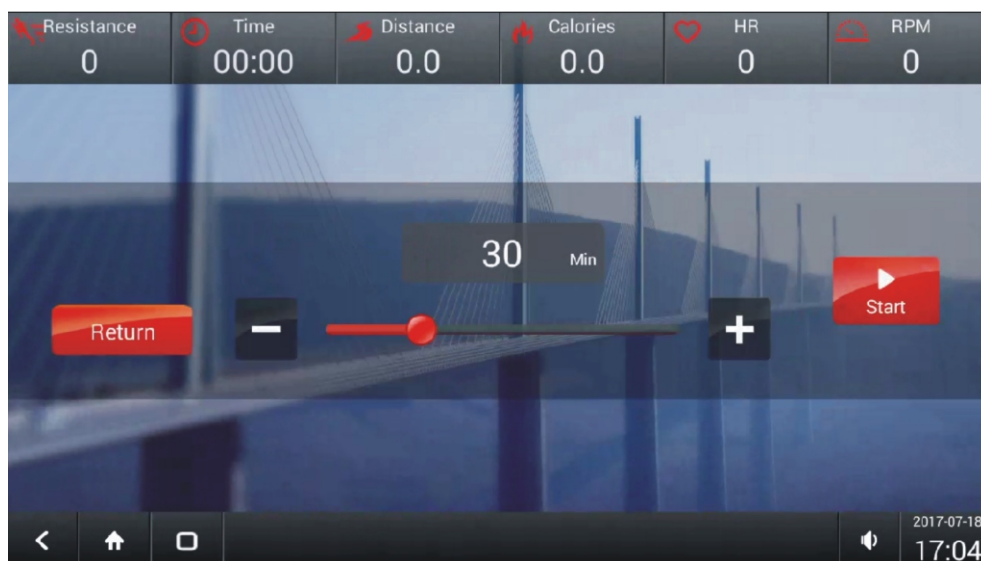 Resistance Time Distance Calories HR RPM
0 00:00 0.0 0.0 0 0
30 Min
Start
Return
2017-07-18
17:04